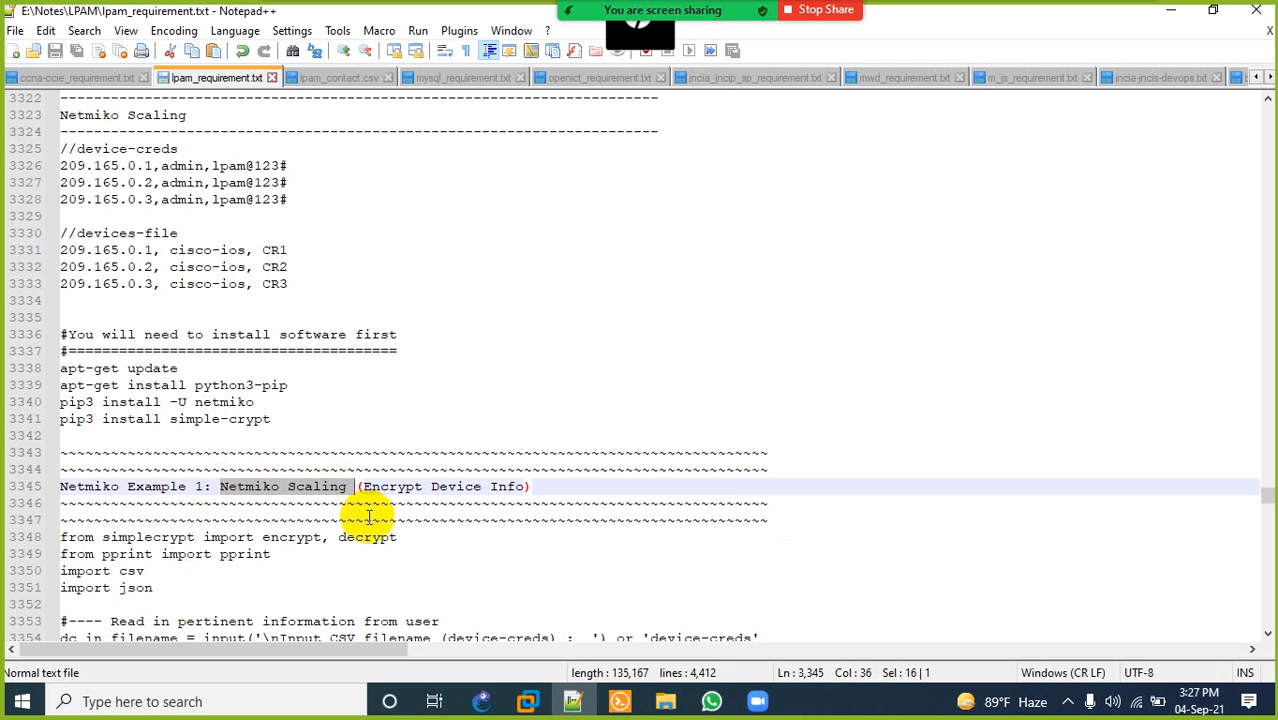 E:\Notes\LPAM\lpam_requirement.txt - Notepad++
You are screen sharing
Stop Share
File Edit Search View Encoding Language Settings Tools Macro Run Plugins Window ?
ccna-ccie_requirement.txt lpam_requirement.txt ipam_contact.csv mysql_requirement.txt openict_requirement.txt jncia_jncip_sp_requirement.txt mwd_requirement.txt m_js_requirement.txt jncia-jncis-devops.txt
3322 -----------------------------------------------------------------------
3323 Netmiko Scaling
3324 -----------------------------------------------------------------------
3325 //device-creds
3326 209.165.0.1,admin,lpam@123#
3327 209.165.0.2,admin,lpam@123#
3328 209.165.0.3,admin,lpam@123#
3329
3330 //devices-file
3331 209.165.0.1, cisco-ios, CR1
3332 209.165.0.2, cisco-ios, CR2
3333 209.165.0.3, cisco-ios, CR3
3334
3336 #You will need to install software first
3337 #=======================================
3338 apt-get update
3339 apt-get install python3-pip
3340 pip3 install -U netmiko
3341 pip3 install simple-crypt
3342
3343 ~~~~~~~~~~~~~~~~~~~~~~~~~~~~~~~~~~~~~~~~~~~~~~~~~~~~~~~~~~~~~~~~~~~~~~~~~~~~~~~~~~~~
3344 ~~~~~~~~~~~~~~~~~~~~~~~~~~~~~~~~~~~~~~~~~~~~~~~~~~~~~~~~~~~~~~~~~~~~~~~~~~~~~~~~~~~~
3345 Netmiko Example 1: Netmiko Scaling (Encrypt Device Info)
3346 ~~~~~~~~~~~~~~~~~~~~~~~~~~~~~~~~~~~~~~~~~~~~~~~~~~~~~~~~~~~~~~~~~~~~~~~~~~~~~~~~~~~~
3347 ~~~~~~~~~~~~~~~~~~~~~~~~~~~~~~~~~~~~~~~~~~~~~~~~~~~~~~~~~~~~~~~~~~~~~~~~~~~~~~~~~~~~
3348 from simplecrypt import encrypt, decrypt
3349 from pprint import pprint
3350 import csv
3351 import json
3352
3353 #---- Read in pertinent information from user
3354 dc_in_filename = input('\nInput CSV filename (device-creds) :  ') or 'device-creds'
Normal text file length : 135,167 lines : 4,412 Ln : 3,345 Col : 36 Sel : 16 | 1 Windows (CR LF) UTF-8 INS
Type here to search
89°F Haze
3:27 PM
04-Sep-21